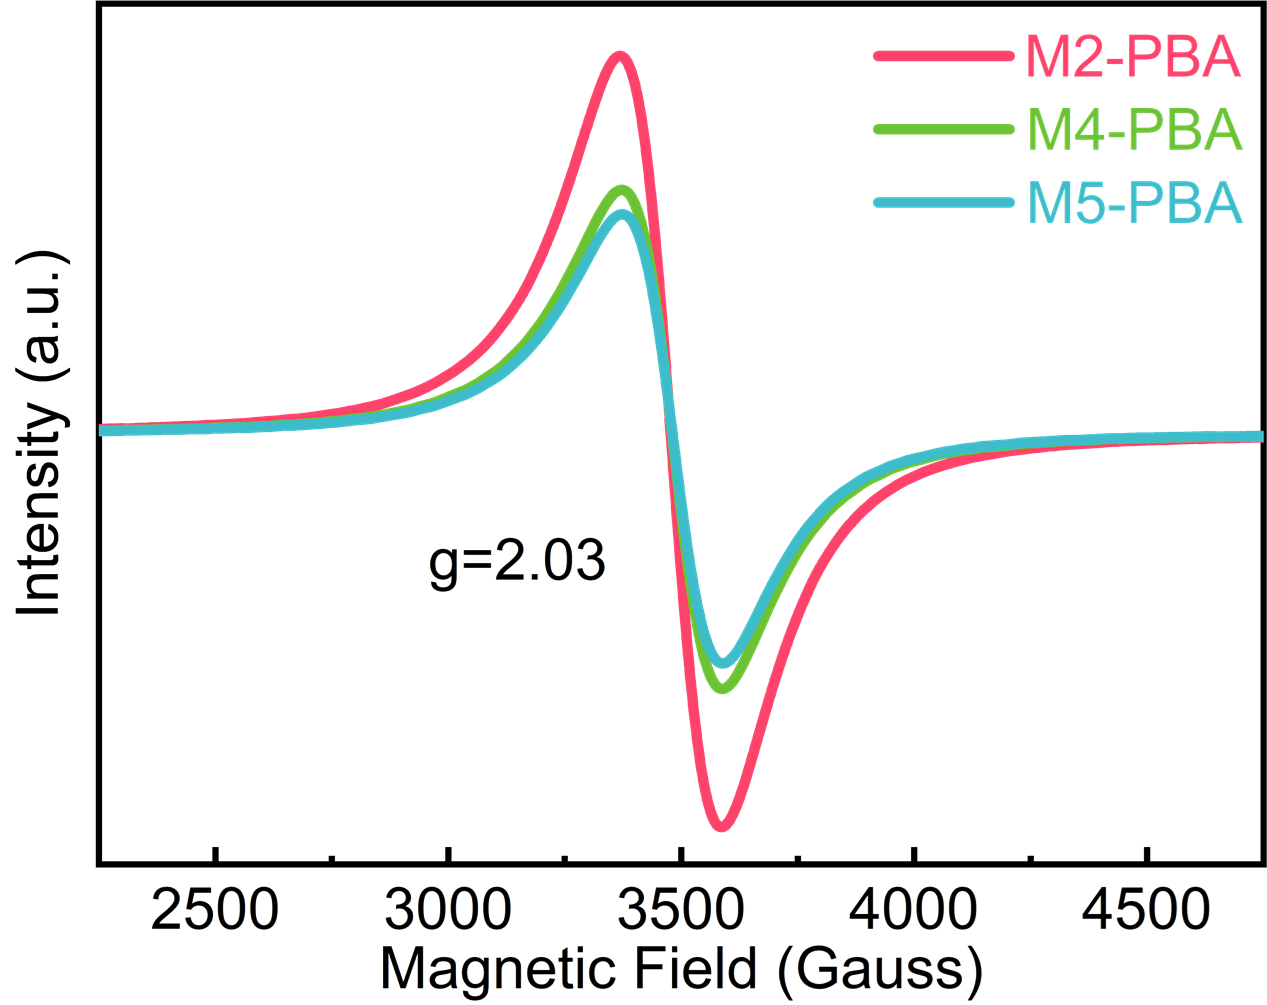 M2-PBA
M4-PBA
M5-PBA
Intensity (a.u.)
g=2.03
2500 3000 3500 4000 4500
Magnetic Field (Gauss)